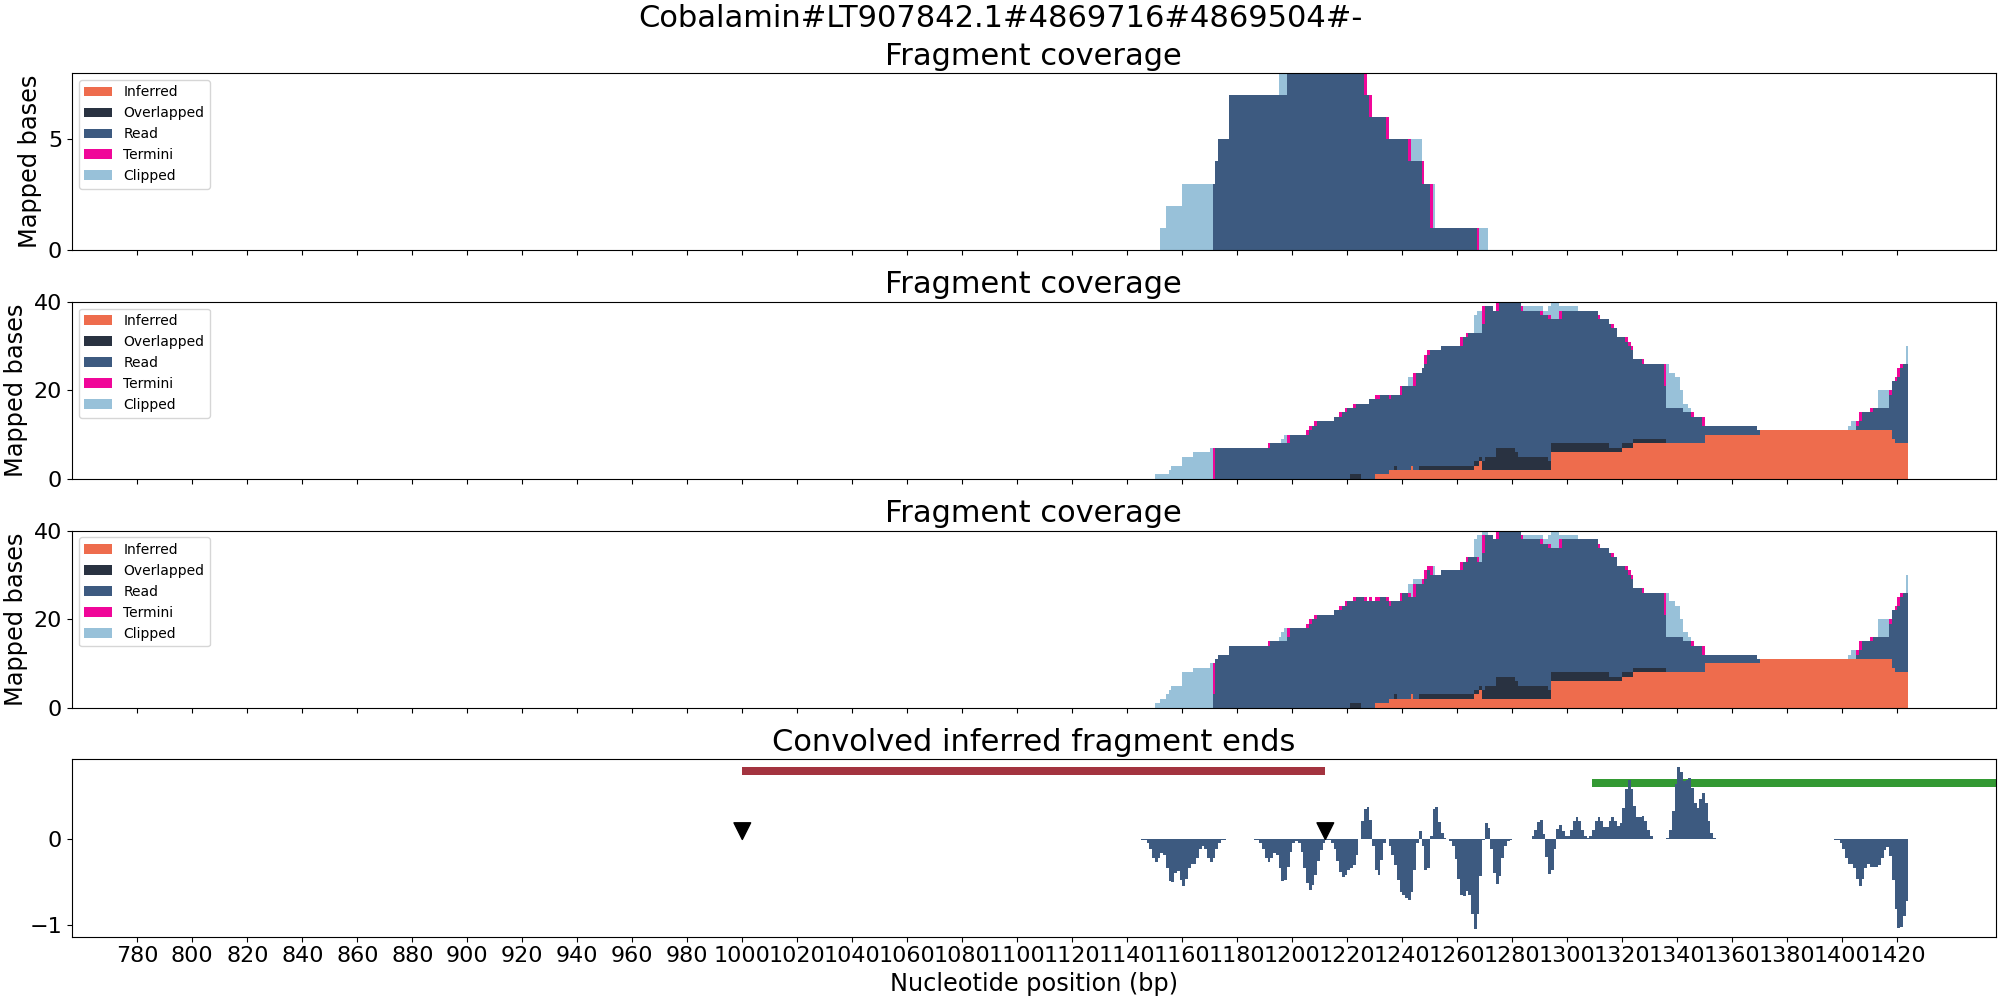 Cobalamin#LT907842.1#4869716#4869504#-
Fragment coverage
Mapped bases
5
0
Inferred
Overlapped
Read
Termini
Clipped
Fragment coverage
Mapped bases
40
20
0
Inferred
Overlapped
Read
Termini
Clipped
Fragment coverage
Mapped bases
40
20
0
Inferred
Overlapped
Read
Termini
Clipped
Convolved inferred fragment ends
0
−1
780 800 820 840 860 880 900 920 940 960 980 1000 1020 1040 1060 1080 1100 1120 1140 1160 1180 1200 1220 1240 1260 1280 1300 1320 1340 1360 1380 1400 1420
Nucleotide position (bp)